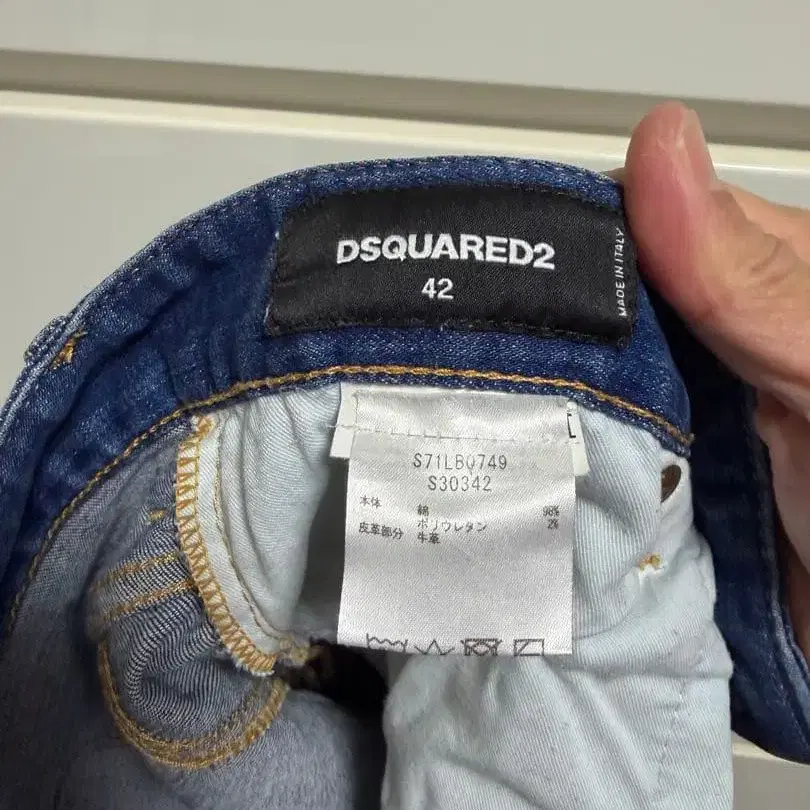 DSQUARED2
42
MADE IN ITALY
S71LB0749
S30342
本体 綿 98%
ポリウレタン 2%
皮革部分 牛革